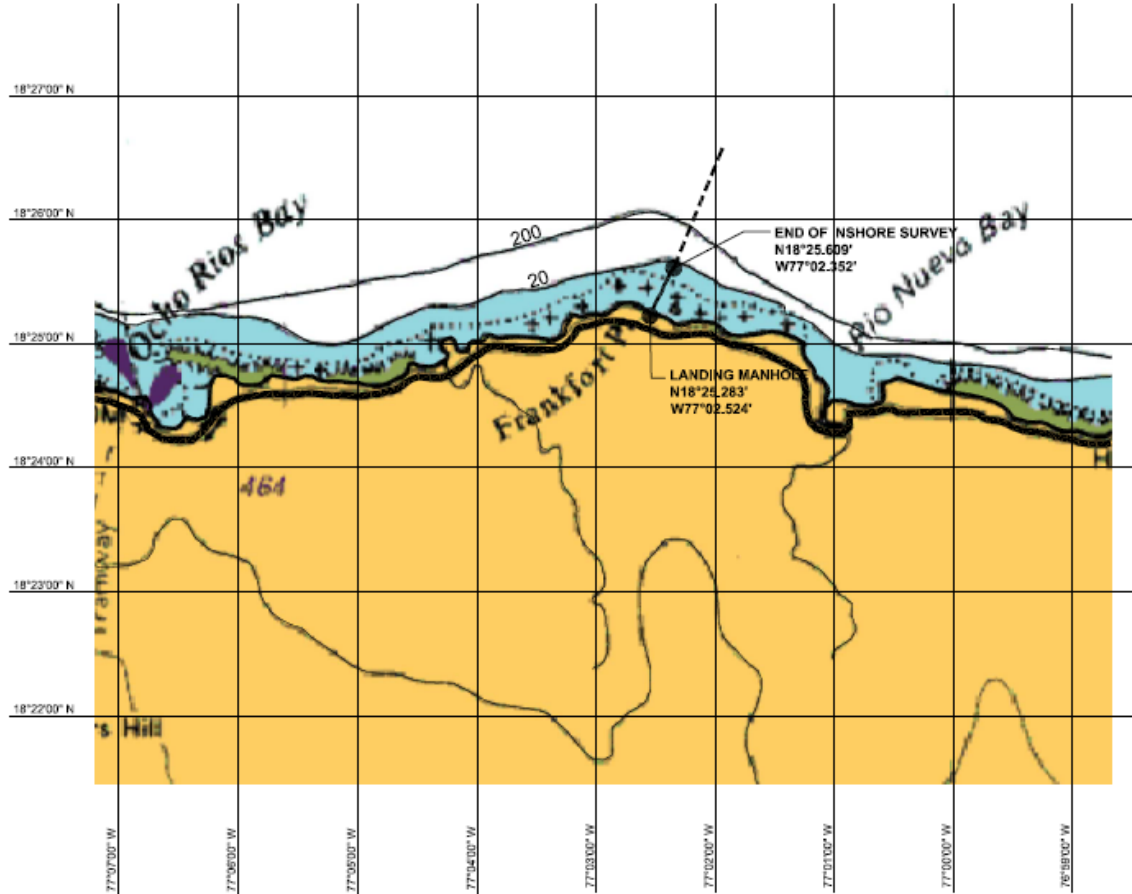 18°27'00" N
18°26'00" N
Ocho Rios Bay
200
END OF NSHORE SURVEY
N18°25.609'
W77°02.352'
Rio Nueva Bay
20
18°25'00" N
Frankfort P
LANDING MANHOLE
N18°25.283'
W77°02.524'
18°24'00" N
464
H
18°23'00" N
Tramway
18°22'00" N
's Hill
77°07'00" W
77°06'00" W
77°05'00" W
77°04'00" W
77°03'00" W
77°02'00" W
77°01'00" W
77°00'00" W
76°59'00" W